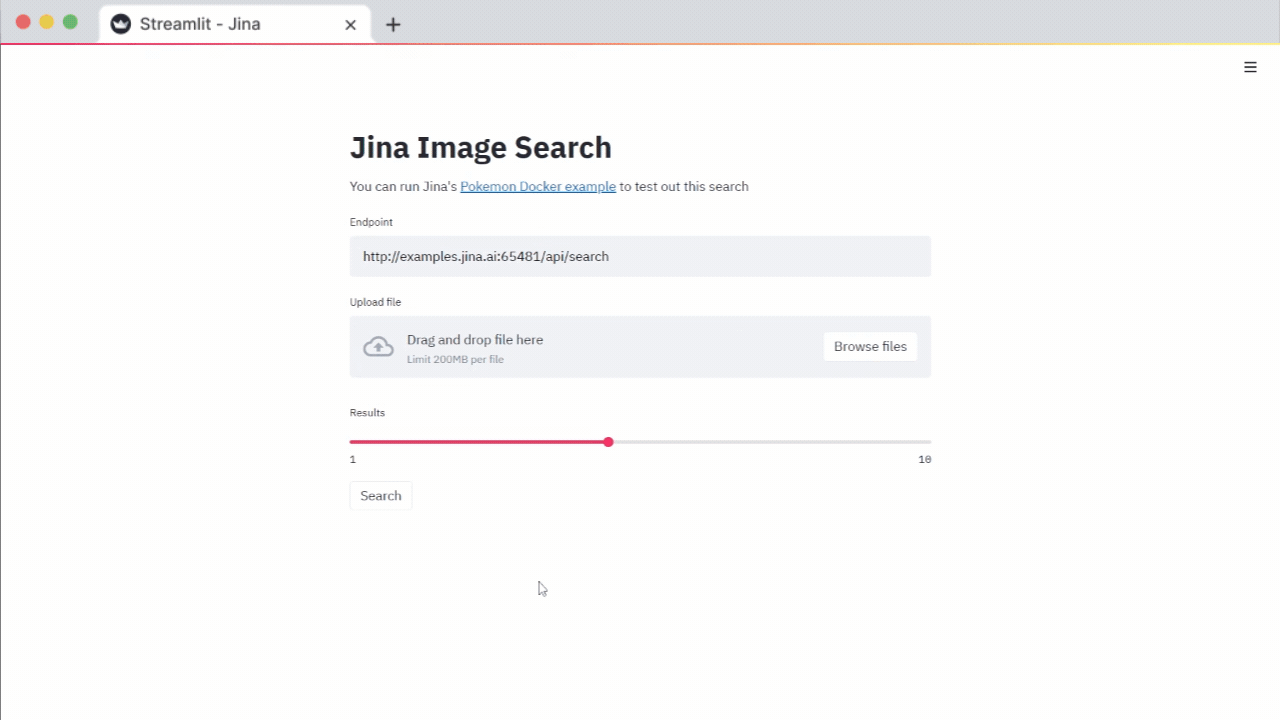 Streamlit - Jina
Jina Image Search
You can run Jina's Pokemon Docker example to test out this search
Endpoint
http://examples.jina.ai:65481/api/search
Upload file
Drag and drop file here
Limit 200MB per file
Browse files
Results
1 10
Search